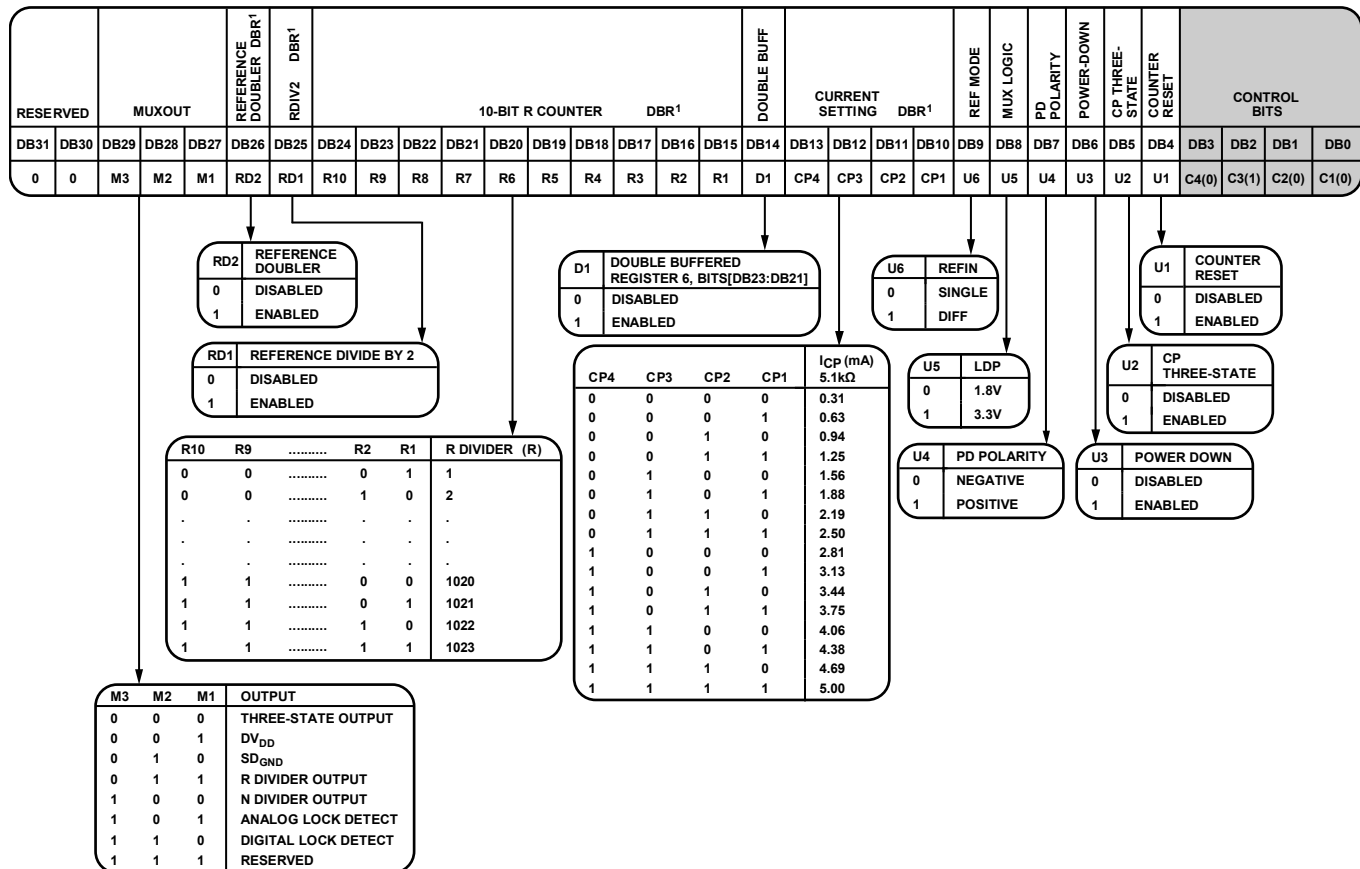 RESERVED MUXOUT REFERENCE DOUBLER DBR1 RDIV2 DBR1 10-BIT R COUNTER DBR1 DOUBLE BUFF CURRENT SETTING DBR1 REF MODE MUX LOGIC PD POLARITY POWER-DOWN CP THREE-STATE COUNTER RESET CONTROL BITS
DB31 DB30 DB29 DB28 DB27 DB26 DB25 DB24 DB23 DB22 DB21 DB20 DB19 DB18 DB17 DB16 DB15 DB14 DB13 DB12 DB11 DB10 DB9 DB8 DB7 DB6 DB5 DB4 DB3 DB2 DB1 DB0
0 0 M3 M2 M1 RD2 RD1 R10 R9 R8 R7 R6 R5 R4 R3 R2 R1 D1 CP4 CP3 CP2 CP1 U6 U5 U4 U3 U2 U1 C4(0) C3(1) C2(0) C1(0)
RD2 REFERENCE DOUBLER
0 DISABLED
1 ENABLED
RD1 REFERENCE DIVIDE BY 2
0 DISABLED
1 ENABLED
R10 R9 .......... R2 R1 R DIVIDER (R)
0 0 .......... 0 1 1
0 0 .......... 1 0 2
. . .......... . . .
. . .......... . . .
. . .......... . . .
1 1 .......... 0 0 1020
1 1 .......... 0 1 1021
1 1 .......... 1 0 1022
1 1 .......... 1 1 1023
M3 M2 M1 OUTPUT
0 0 0 THREE-STATE OUTPUT
0 0 1 DVDD
0 1 0 SDGND
0 1 1 R DIVIDER OUTPUT
1 0 0 N DIVIDER OUTPUT
1 0 1 ANALOG LOCK DETECT
1 1 0 DIGITAL LOCK DETECT
1 1 1 RESERVED
D1 DOUBLE BUFFERED
REGISTER 6, BITS[DB23:DB21]
0 DISABLED
1 ENABLED
CP4 CP3 CP2 CP1 ICP (mA)
5.1kΩ
0 0 0 0 0.31
0 0 0 1 0.63
0 0 1 0 0.94
0 0 1 1 1.25
0 1 0 0 1.56
0 1 0 1 1.88
0 1 1 0 2.19
0 1 1 1 2.50
1 0 0 0 2.81
1 0 0 1 3.13
1 0 1 0 3.44
1 0 1 1 3.75
1 1 0 0 4.06
1 1 0 1 4.38
1 1 1 0 4.69
1 1 1 1 5.00
U6 REFIN
0 SINGLE
1 DIFF
U5 LDP
0 1.8V
1 3.3V
U4 PD POLARITY
0 NEGATIVE
1 POSITIVE
U1 COUNTER
RESET
0 DISABLED
1 ENABLED
U2 CP
THREE-STATE
0 DISABLED
1 ENABLED
U3 POWER DOWN
0 DISABLED
1 ENABLED